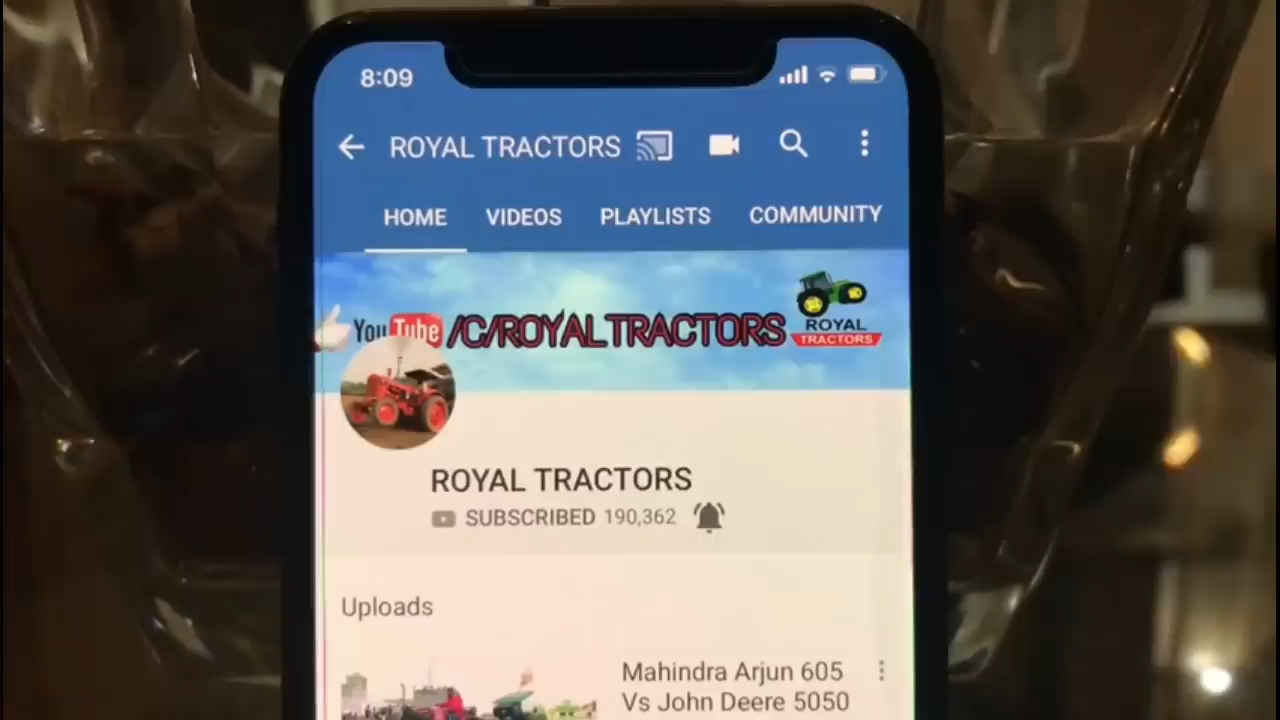 8:09
ROYAL TRACTORS
HOME VIDEOS PLAYLISTS COMMUNITY
YouTube /C/ROYAL TRACTORS
ROYAL
TRACTORS
ROYAL TRACTORS
SUBSCRIBED 190,362
Uploads
Mahindra Arjun 605
Vs John Deere 5050